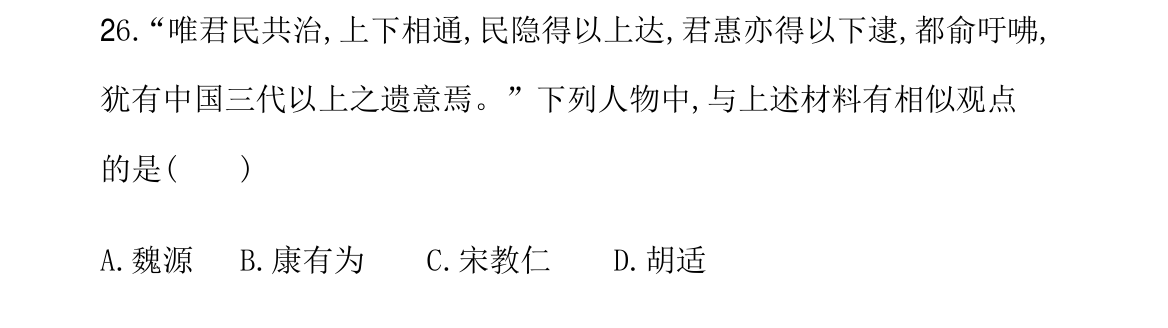 26.“唯君民共治,上下相通,民隐得以上达,君惠亦得以下逮,都俞吁咈,
犹有中国三代以上之遗意焉。”下列人物中,与上述材料有相似观点
的是(    )
A.魏源  B.康有为  C.宋教仁  D.胡适